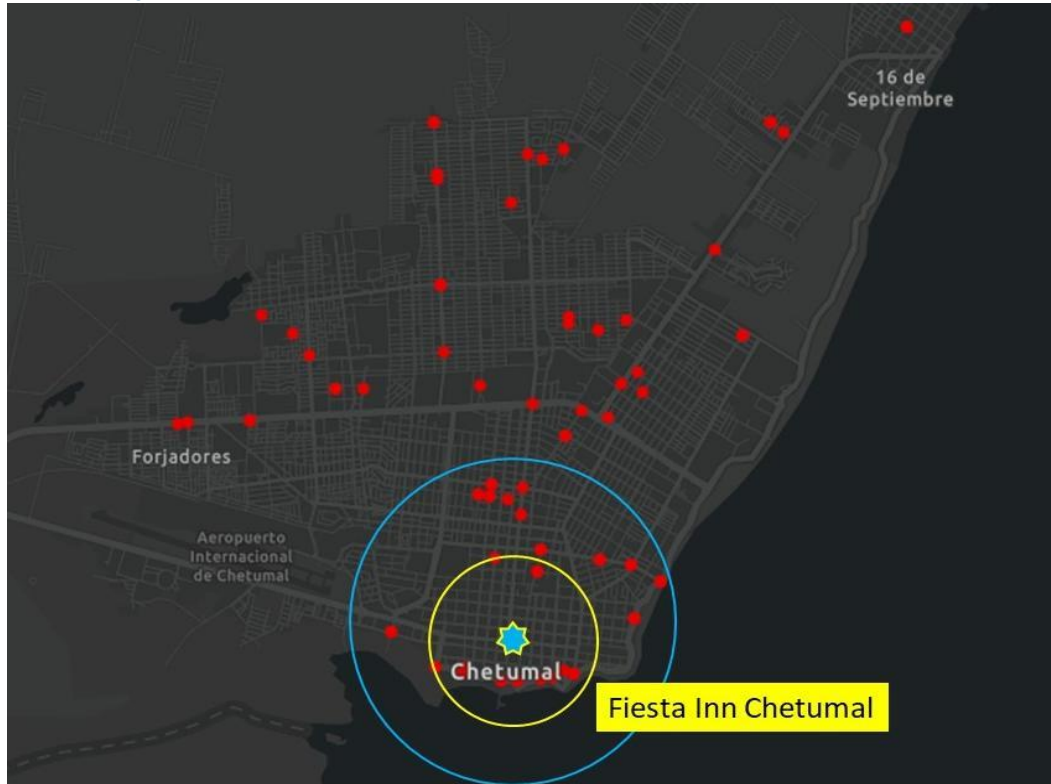 16 de
Septiembre
Forjadores
Aeropuerto
Internacional
de Chetumal
Chetumal
Fiesta Inn Chetumal